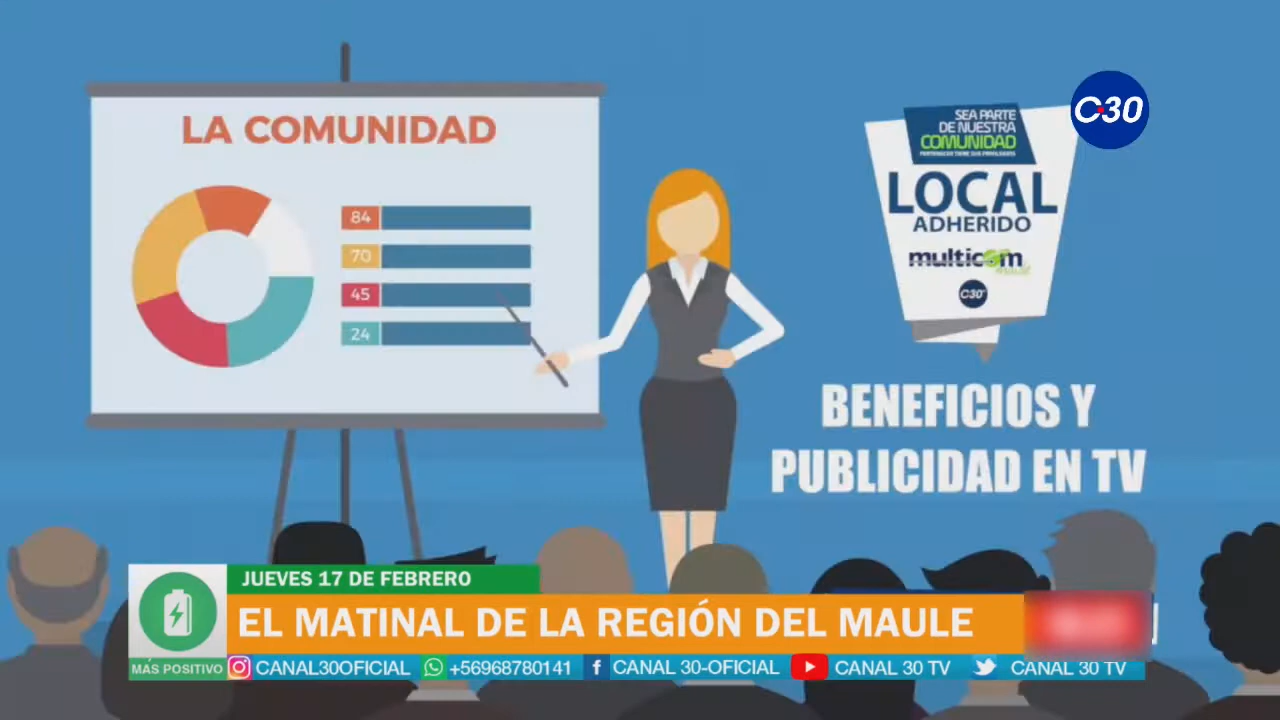 LA COMUNIDAD
84
70
45
24
C30
SEA PARTE
DE NUESTRA
COMUNIDAD
LOCAL
ADHERIDO
multicom
C30
BENEFICIOS Y
PUBLICIDAD EN TV
JUEVES 17 DE FEBRERO
EL MATINAL DE LA REGIÓN DEL MAULE
MÁS POSITIVO
CANAL30OFICIAL
+56968780141
CANAL 30-OFICIAL
CANAL 30 TV
CANAL 30 TV